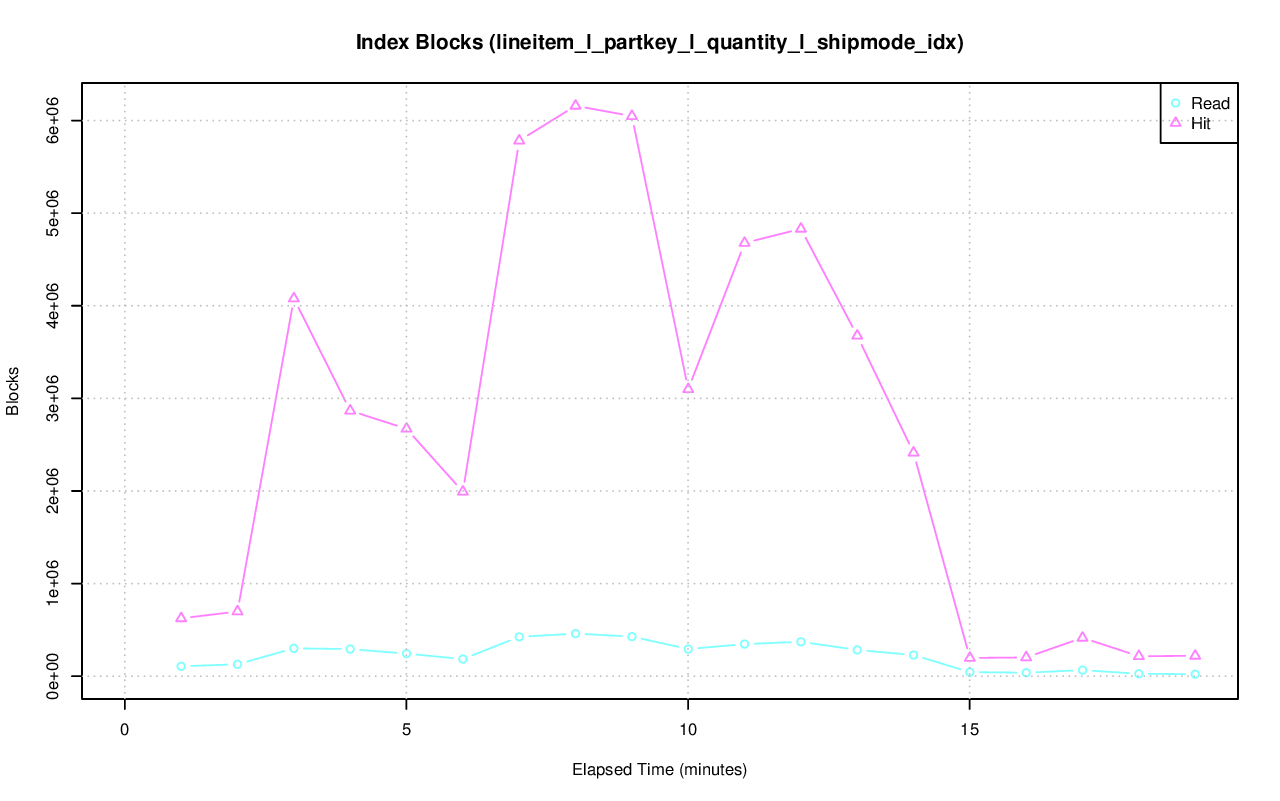 Index Blocks (lineitem_l_partkey_l_quantity_l_shipmode_idx)
Read
Hit
6e+06
5e+06
4e+06
3e+06
2e+06
1e+06
0e+00
Blocks
0
5
10
15
Elapsed Time (minutes)